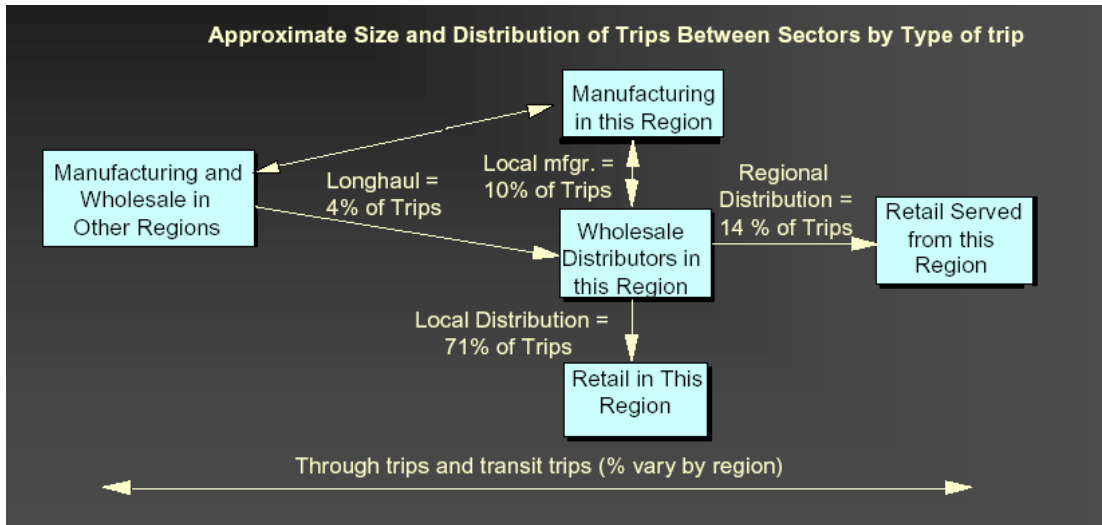 Approximate Size and Distribution of Trips Between Sectors by Type of trip
Manufacturing
in this Region
Manufacturing and
Wholesale in
Other Regions
Longhaul =
4% of Trips
Local mfgr. =
10% of Trips
Regional
Distribution =
14 % of Trips
Wholesale
Distributors in
this Region
Retail Served
from this
Region
Local Distribution =
71% of Trips
Retail in This
Region
Through trips and transit trips (% vary by region)